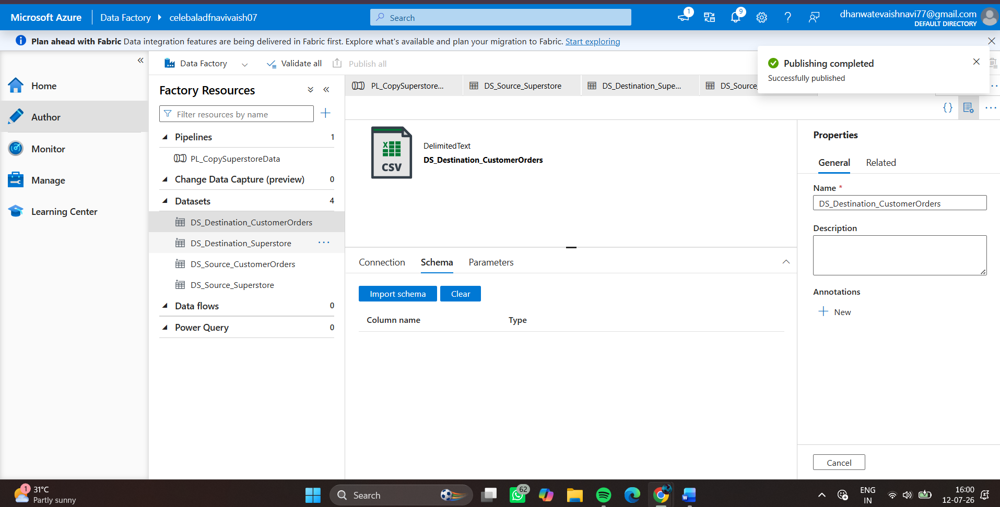 Microsoft Azure
Data Factory
celebaladfnavivaish07
Search
1
9
dhanwatevaishnavi77@gmail.com
DEFAULT DIRECTORY
Plan ahead with Fabric Data integration features are being delivered in Fabric first. Explore what's available and plan your migration to Fabric. Start exploring
Home
Author
Monitor
Manage
Learning Center
Data Factory
Validate all
Publish all
Publishing completed
Successfully published
Factory Resources
Filter resources by name
Pipelines 1
PL_CopySuperstoreData
Change Data Capture (preview) 0
Datasets 4
DS_Destination_CustomerOrders
DS_Destination_Superstore
DS_Source_CustomerOrders
DS_Source_Superstore
Data flows 0
Power Query 0
PL_CopySuperstore...
DS_Source_Superstore
DS_Destination_Supe...
DS_Source_
CSV
DelimitedText
DS_Destination_CustomerOrders
Connection
Schema
Parameters
Import schema
Clear
Column name
Type
Properties
General
Related
Name *
DS_Destination_CustomerOrders
Description
Annotations
New
Cancel
1
31°C
Partly sunny
Search
62
ENG
IN
16:00
12-07-26